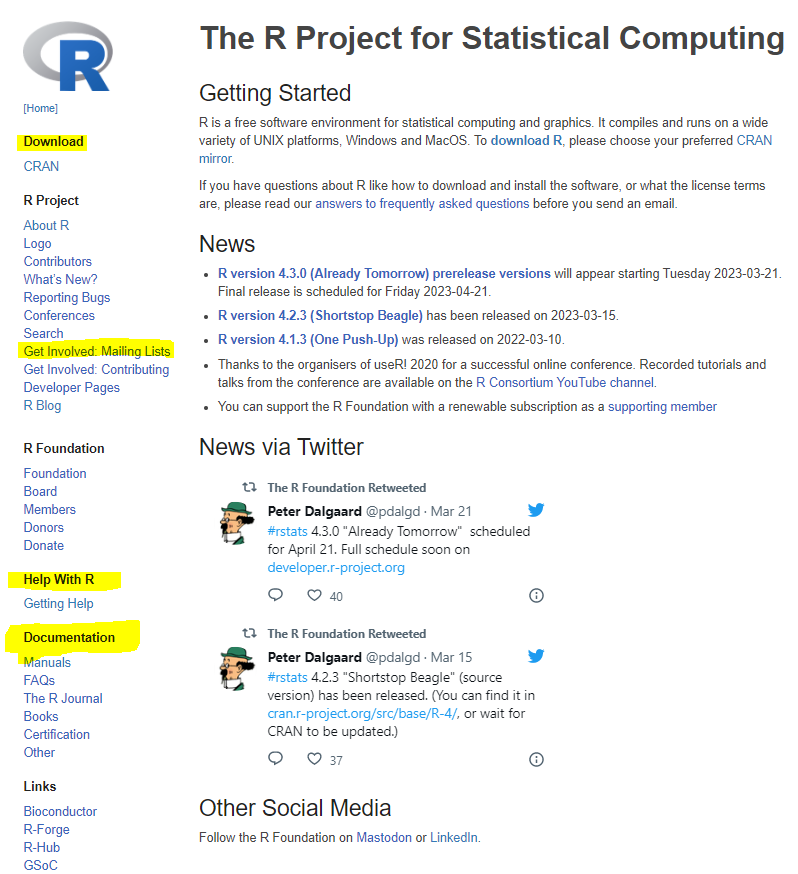 R
[Home]
Download
CRAN
R Project
About R
Logo
Contributors
What's New?
Reporting Bugs
Conferences
Search
Get Involved: Mailing Lists
Get Involved: Contributing
Developer Pages
R Blog
R Foundation
Foundation
Board
Members
Donors
Donate
Help With R
Getting Help
Documentation
Manuals
FAQs
The R Journal
Books
Certification
Other
Links
Bioconductor
R-Forge
R-Hub
GSoC
The R Project for Statistical Computing
Getting Started
R is a free software environment for statistical computing and graphics. It compiles and runs on a wide
variety of UNIX platforms, Windows and MacOS. To download R, please choose your preferred CRAN
mirror.
If you have questions about R like how to download and install the software, or what the license terms
are, please read our answers to frequently asked questions before you send an email.
News
• R version 4.3.0 (Already Tomorrow) prerelease versions will appear starting Tuesday 2023-03-21.
Final release is scheduled for Friday 2023-04-21.
• R version 4.2.3 (Shortstop Beagle) has been released on 2023-03-15.
• R version 4.1.3 (One Push-Up) was released on 2022-03-10.
• Thanks to the organisers of useR! 2020 for a successful online conference. Recorded tutorials and
talks from the conference are available on the R Consortium YouTube channel.
• You can support the R Foundation with a renewable subscription as a supporting member
News via Twitter
The R Foundation Retweeted
Peter Dalgaard @pdalgd · Mar 21
#rstats 4.3.0 "Already Tomorrow" scheduled
for April 21. Full schedule soon on
developer.r-project.org
40
The R Foundation Retweeted
Peter Dalgaard @pdalgd · Mar 15
#rstats 4.2.3 "Shortstop Beagle" (source
version) has been released. (You can find it in
cran.r-project.org/src/base/R-4/, or wait for
CRAN to be updated.)
37
Other Social Media
Follow the R Foundation on Mastodon or LinkedIn.